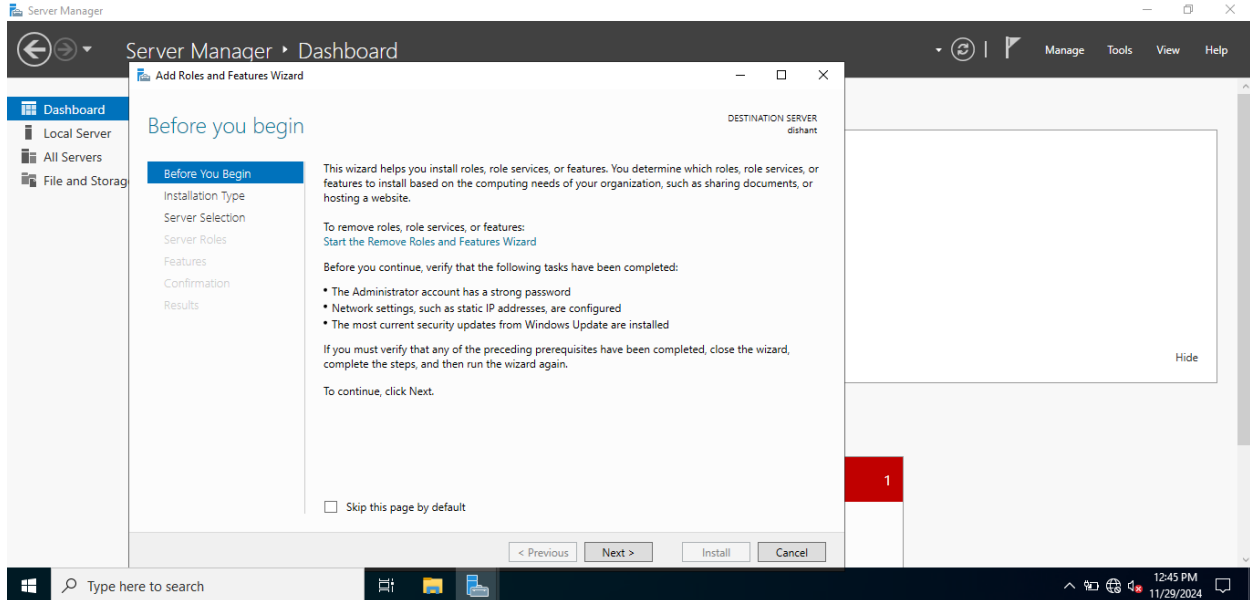 Server Manager
Server Manager • Dashboard
Manage Tools View Help
Add Roles and Features Wizard
Dashboard
Local Server
All Servers
File and Storag
Before you begin
DESTINATION SERVER
dishant
Before You Begin
Installation Type
Server Selection
Server Roles
Features
Confirmation
Results
This wizard helps you install roles, role services, or features. You determine which roles, role services, or
features to install based on the computing needs of your organization, such as sharing documents, or
hosting a website.
To remove roles, role services, or features:
Start the Remove Roles and Features Wizard
Before you continue, verify that the following tasks have been completed:
• The Administrator account has a strong password
• Network settings, such as static IP addresses, are configured
• The most current security updates from Windows Update are installed
If you must verify that any of the preceding prerequisites have been completed, close the wizard,
complete the steps, and then run the wizard again.
To continue, click Next.
Skip this page by default
< Previous Next > Install Cancel
Hide
1
Type here to search
12:45 PM
11/29/2024